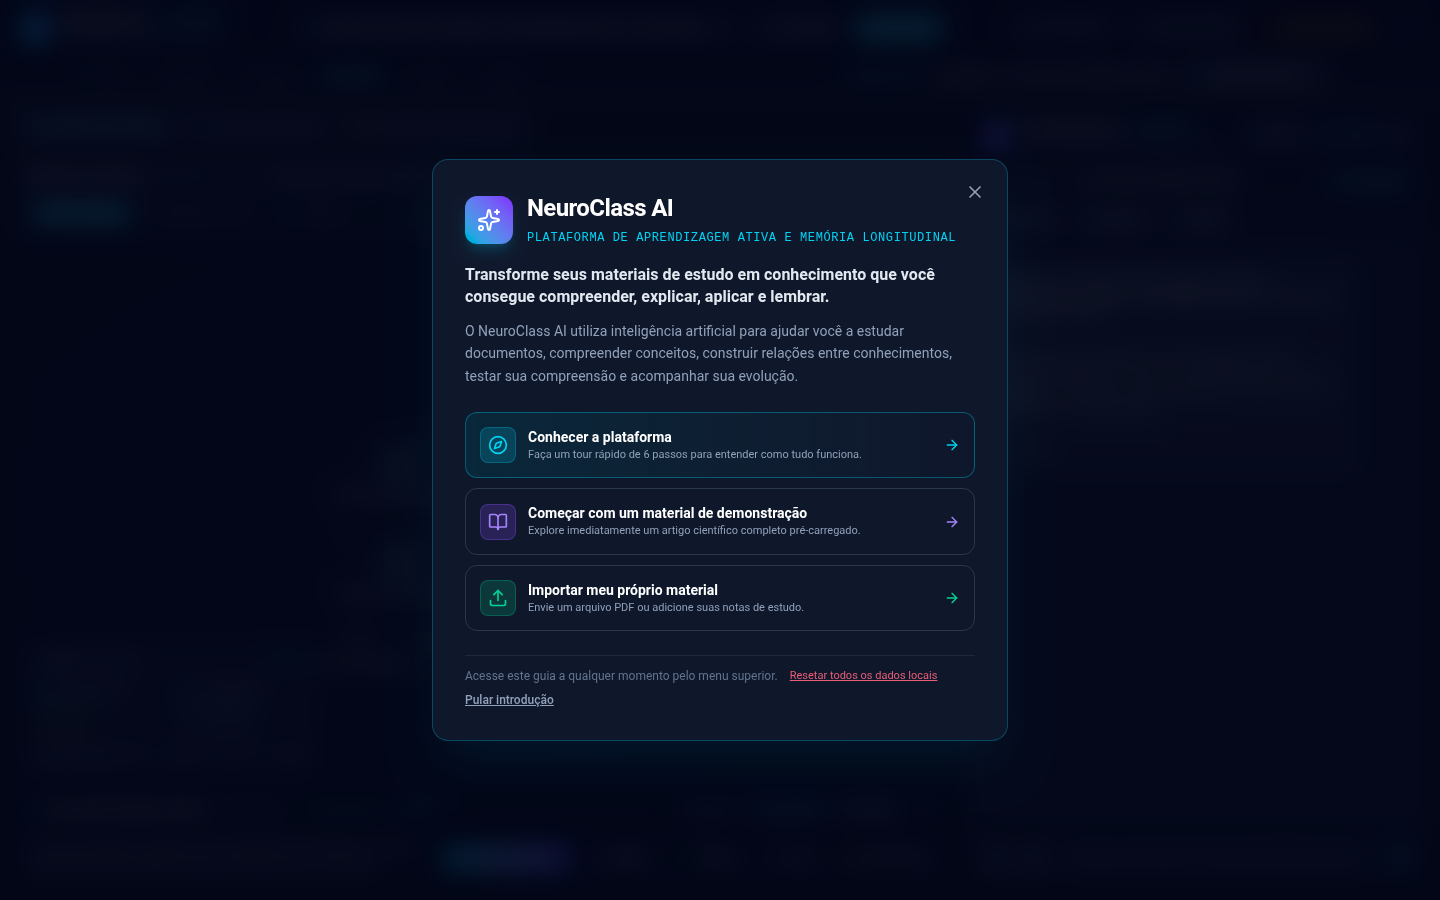 NeuroClass AI
PLATAFORMA DE APRENDIZAGEM ATIVA E MEMÓRIA LONGITUDINAL
Transforme seus materiais de estudo em conhecimento que você
consegue compreender, explicar, aplicar e lembrar.
O NeuroClass AI utiliza inteligência artificial para ajudar você a estudar
documentos, compreender conceitos, construir relações entre conhecimentos,
testar sua compreensão e acompanhar sua evolução.
Conhecer a plataforma
Faça um tour rápido de 6 passos para entender como tudo funciona.
Começar com um material de demonstração
Explore imediatamente um artigo científico completo pré-carregado.
Importar meu próprio material
Envie um arquivo PDF ou adicione suas notas de estudo.
Acesse este guia a qualquer momento pelo menu superior. Resetar todos os dados locais
Pular introdução